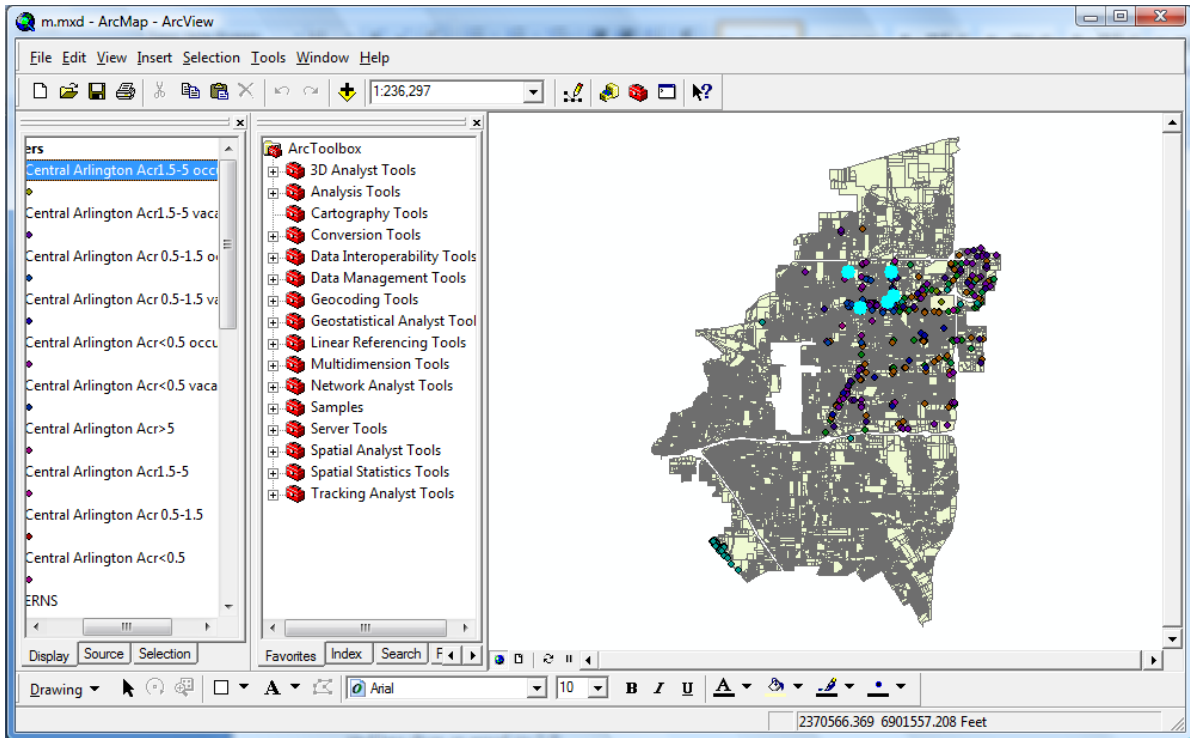 m.mxd - ArcMap - ArcView
File Edit View Insert Selection Tools Window Help
1:236,297
ers
Central Arlington Acr1.5-5 occu
Central Arlington Acr1.5-5 vaca
Central Arlington Acr 0.5-1.5 o
Central Arlington Acr 0.5-1.5 va
Central Arlington Acr<0.5 occu
Central Arlington Acr<0.5 vaca
Central Arlington Acr>5
Central Arlington Acr1.5-5
Central Arlington Acr 0.5-1.5
Central Arlington Acr<0.5
ERNS
Display Source Selection
ArcToolbox
3D Analyst Tools
Analysis Tools
Cartography Tools
Conversion Tools
Data Interoperability Tools
Data Management Tools
Geocoding Tools
Geostatistical Analyst Tool
Linear Referencing Tools
Multidimension Tools
Network Analyst Tools
Samples
Server Tools
Spatial Analyst Tools
Spatial Statistics Tools
Tracking Analyst Tools
Favorites Index Search F
Drawing A Arial 10 B I U A
2370566.369 6901557.208 Feet